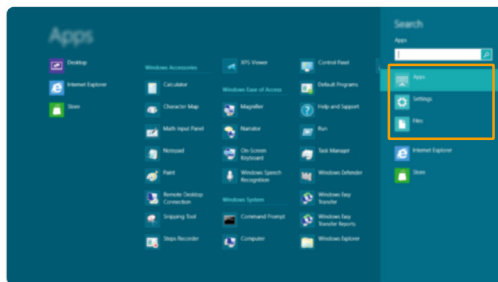 Apps
Desktop
Internet Explorer
Store
Windows Accessories
Calculator
Character Map
Math Input Panel
Notepad
Paint
Remote Desktop
Connection
Snipping Tool
Steps Recorder
XPS Viewer
Windows Ease of Access
Magnifier
Narrator
On-Screen
Keyboard
Windows Speech
Recognition
Windows System
Command Prompt
Computer
Control Panel
Default Programs
Help and Support
Run
Task Manager
Windows Defender
Windows Easy
Transfer
Windows Easy
Transfer Reports
Windows Explorer
Search
Apps
Apps
Settings
Files
Internet Explorer
Store